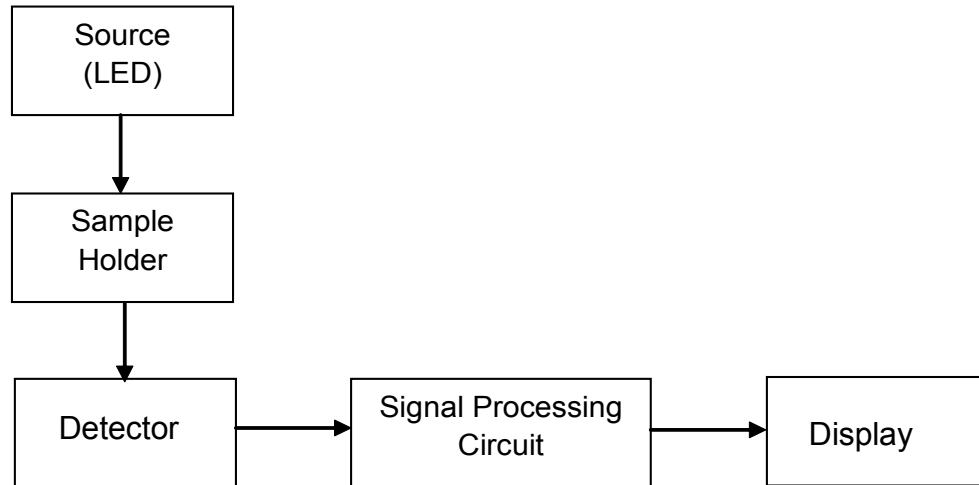 Source
(LED)
Sample
Holder
Detector
Signal Processing
Circuit
Display